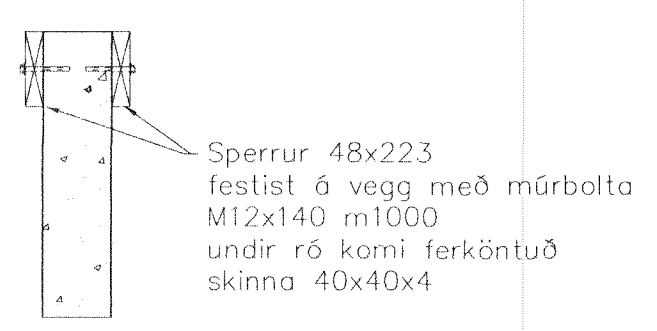 Sperrur 48x223
festist á vegg með múrbolta
M12x140 m1000
undir ró komi ferköntuð
skinna 40x40x4